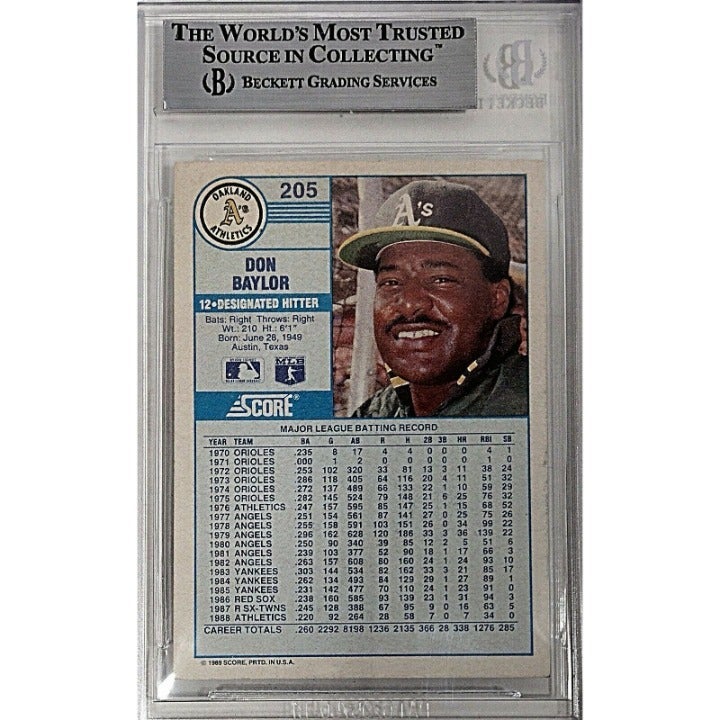 THE WORLD'S MOST TRUSTED
SOURCE IN COLLECTING™
B BECKETT GRADING SERVICES
OAKLAND
A's
ATHLETICS
205
A's
DON
BAYLOR
12•DESIGNATED HITTER
Bats: Right Throws: Right
Wt.: 210 Ht.: 6'1"
Born: June 28, 1949
Austin, Texas
SCORE®
MAJOR LEAGUE BATTING RECORD
YEAR TEAM BA G AB R H 2B 3B HR RBI SB
1970 ORIOLES .235 8 17 4 4 0 0 0 4 1
1971 ORIOLES .000 1 2 0 0 0 0 0 1 0
1972 ORIOLES .253 102 320 33 81 13 3 11 38 24
1973 ORIOLES .286 118 405 64 116 20 4 11 51 32
1974 ORIOLES .272 137 489 66 133 22 1 10 59 29
1975 ORIOLES .282 145 524 79 148 21 6 25 76 32
1976 ATHLETICS .247 157 595 85 147 25 1 15 68 52
1977 ANGELS .251 154 561 87 141 27 0 25 75 26
1978 ANGELS .255 158 591 103 151 26 0 34 99 22
1979 ANGELS .296 162 628 120 186 33 3 36 139 22
1980 ANGELS .250 90 340 39 85 12 2 5 51 6
1981 ANGELS .239 103 377 52 90 18 1 17 66 3
1982 ANGELS .263 157 608 80 160 24 1 24 93 10
1983 YANKEES .303 144 534 82 162 33 3 21 85 17
1984 YANKEES .262 134 493 84 129 29 1 27 89 1
1985 YANKEES .231 142 477 70 110 24 1 23 91 0
1986 RED SOX .238 160 585 93 139 23 1 31 94 3
1987 R SX-TWNS .245 128 388 67 95 9 0 16 63 5
1988 ATHLETICS .220 92 264 28 58 7 0 7 34 0
CAREER TOTALS .260 2292 8198 1236 2135 366 28 338 1276 285
© 1989 SCORE, PRTD. IN U.S.A.